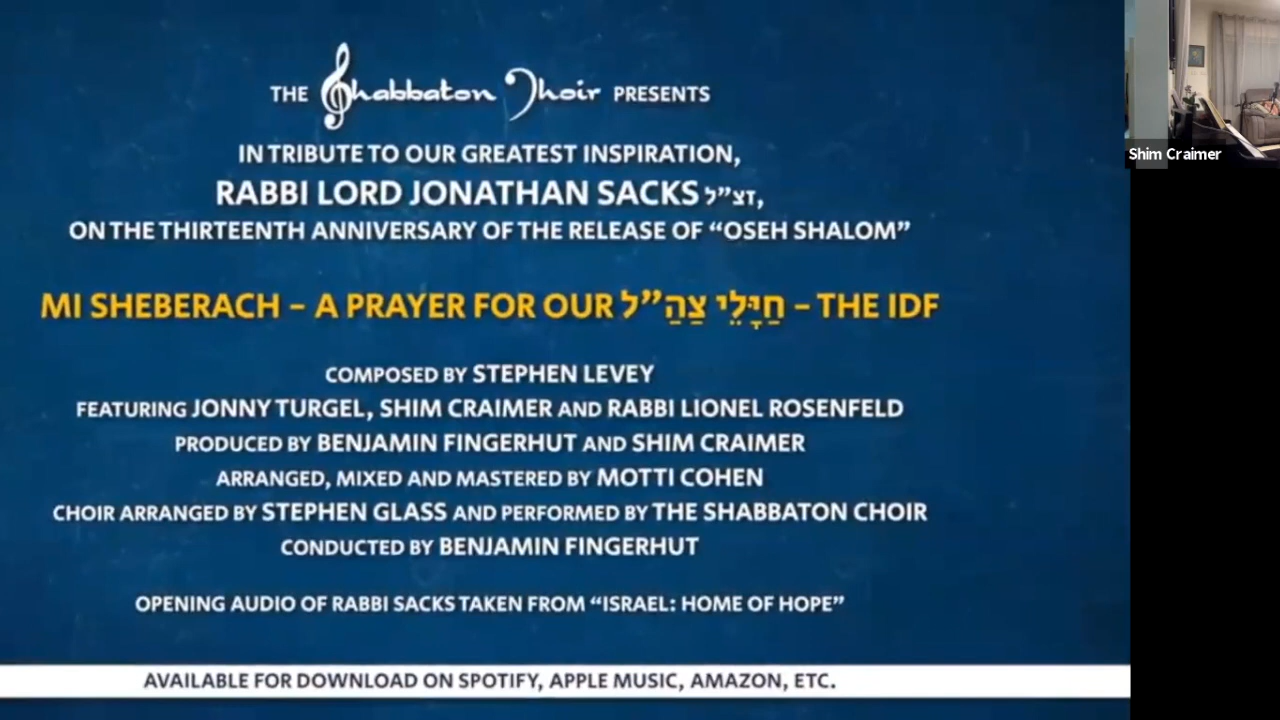 THE Shabbaton Choir PRESENTS
IN TRIBUTE TO OUR GREATEST INSPIRATION,
RABBI LORD JONATHAN SACKS זצ”ל,
ON THE THIRTEENTH ANNIVERSARY OF THE RELEASE OF “OSEH SHALOM”
MI SHEBERACH – A PRAYER FOR OUR חַיָּלֵי צַהַ”ל – THE IDF
COMPOSED BY STEPHEN LEVEY
FEATURING JONNY TURGEL, SHIM CRAIMER AND RABBI LIONEL ROSENFELD
PRODUCED BY BENJAMIN FINGERHUT AND SHIM CRAIMER
ARRANGED, MIXED AND MASTERED BY MOTTI COHEN
CHOIR ARRANGED BY STEPHEN GLASS AND PERFORMED BY THE SHABBATON CHOIR
CONDUCTED BY BENJAMIN FINGERHUT
OPENING AUDIO OF RABBI SACKS TAKEN FROM “ISRAEL: HOME OF HOPE”
AVAILABLE FOR DOWNLOAD ON SPOTIFY, APPLE MUSIC, AMAZON, ETC.
Shim Craimer